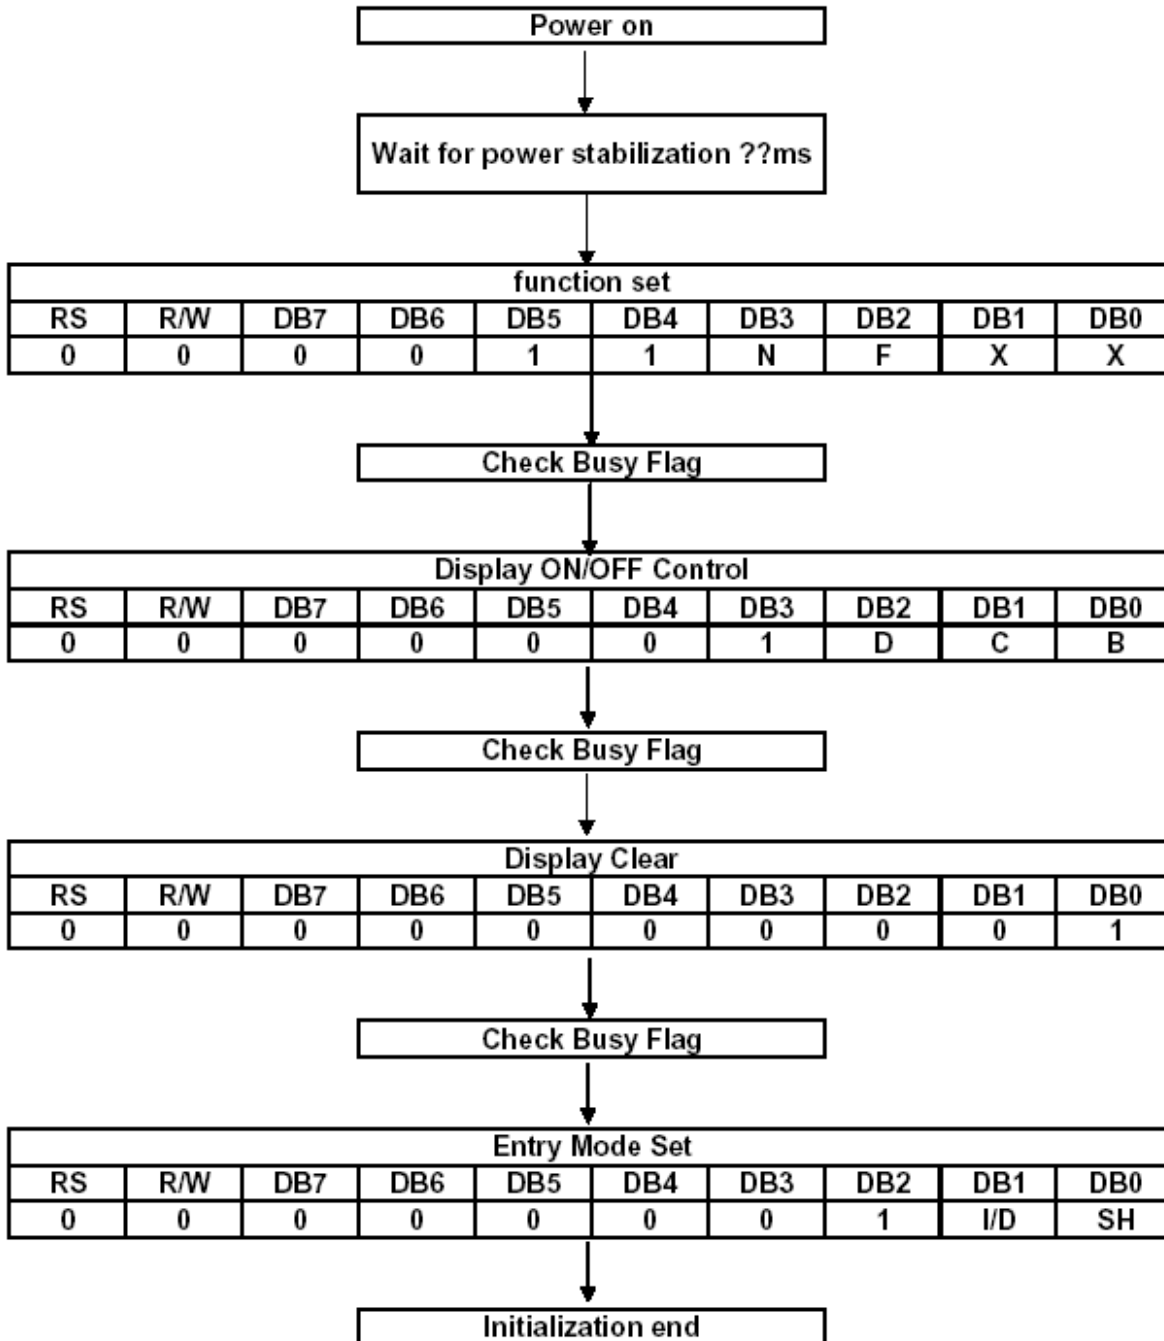 Power on
Wait for power stabilization ??ms
function set
RS R/W DB7 DB6 DB5 DB4 DB3 DB2 DB1 DB0
0 0 0 0 1 1 N F X X
Check Busy Flag
Display ON/OFF Control
RS R/W DB7 DB6 DB5 DB4 DB3 DB2 DB1 DB0
0 0 0 0 0 0 1 D C B
Check Busy Flag
Display Clear
RS R/W DB7 DB6 DB5 DB4 DB3 DB2 DB1 DB0
0 0 0 0 0 0 0 0 0 1
Check Busy Flag
Entry Mode Set
RS R/W DB7 DB6 DB5 DB4 DB3 DB2 DB1 DB0
0 0 0 0 0 0 0 1 I/D SH
Initialization end